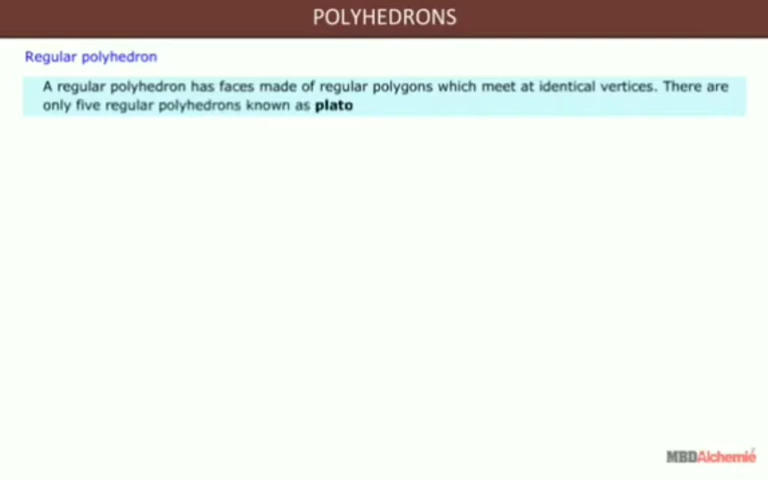 POLYHEDRONS
Regular polyhedron
A regular polyhedron has faces made of regular polygons which meet at identical vertices. There are
only five regular polyhedrons known as plato
MBDAlchemie